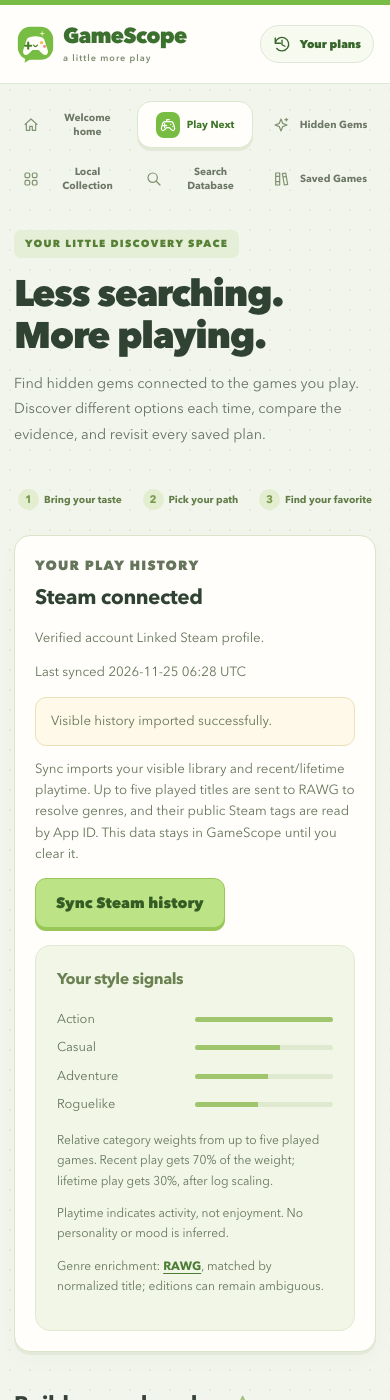 GameScope
a little more play
Your plans
Welcome
home
Play Next
Hidden Gems
Local
Collection
Search
Database
Saved Games
YOUR LITTLE DISCOVERY SPACE
Less searching.
More playing.
Find hidden gems connected to the games you play.
Discover different options each time, compare the
evidence, and revisit every saved plan.
1 Bring your taste
2 Pick your path
3 Find your favorite
YOUR PLAY HISTORY
Steam connected
Verified account Linked Steam profile.
Last synced 2026-11-25 06:28 UTC
Visible history imported successfully.
Sync imports your visible library and recent/lifetime
playtime. Up to five played titles are sent to RAWG to
resolve genres, and their public Steam tags are read
by App ID. This data stays in GameScope until you
clear it.
Sync Steam history
Your style signals
Action
Casual
Adventure
Roguelike
Relative category weights from up to five played
games. Recent play gets 70% of the weight;
lifetime play gets 30%, after log scaling.
Playtime indicates activity, not enjoyment. No
personality or mood is inferred.
Genre enrichment: RAWG, matched by
normalized title; editions can remain ambiguous.